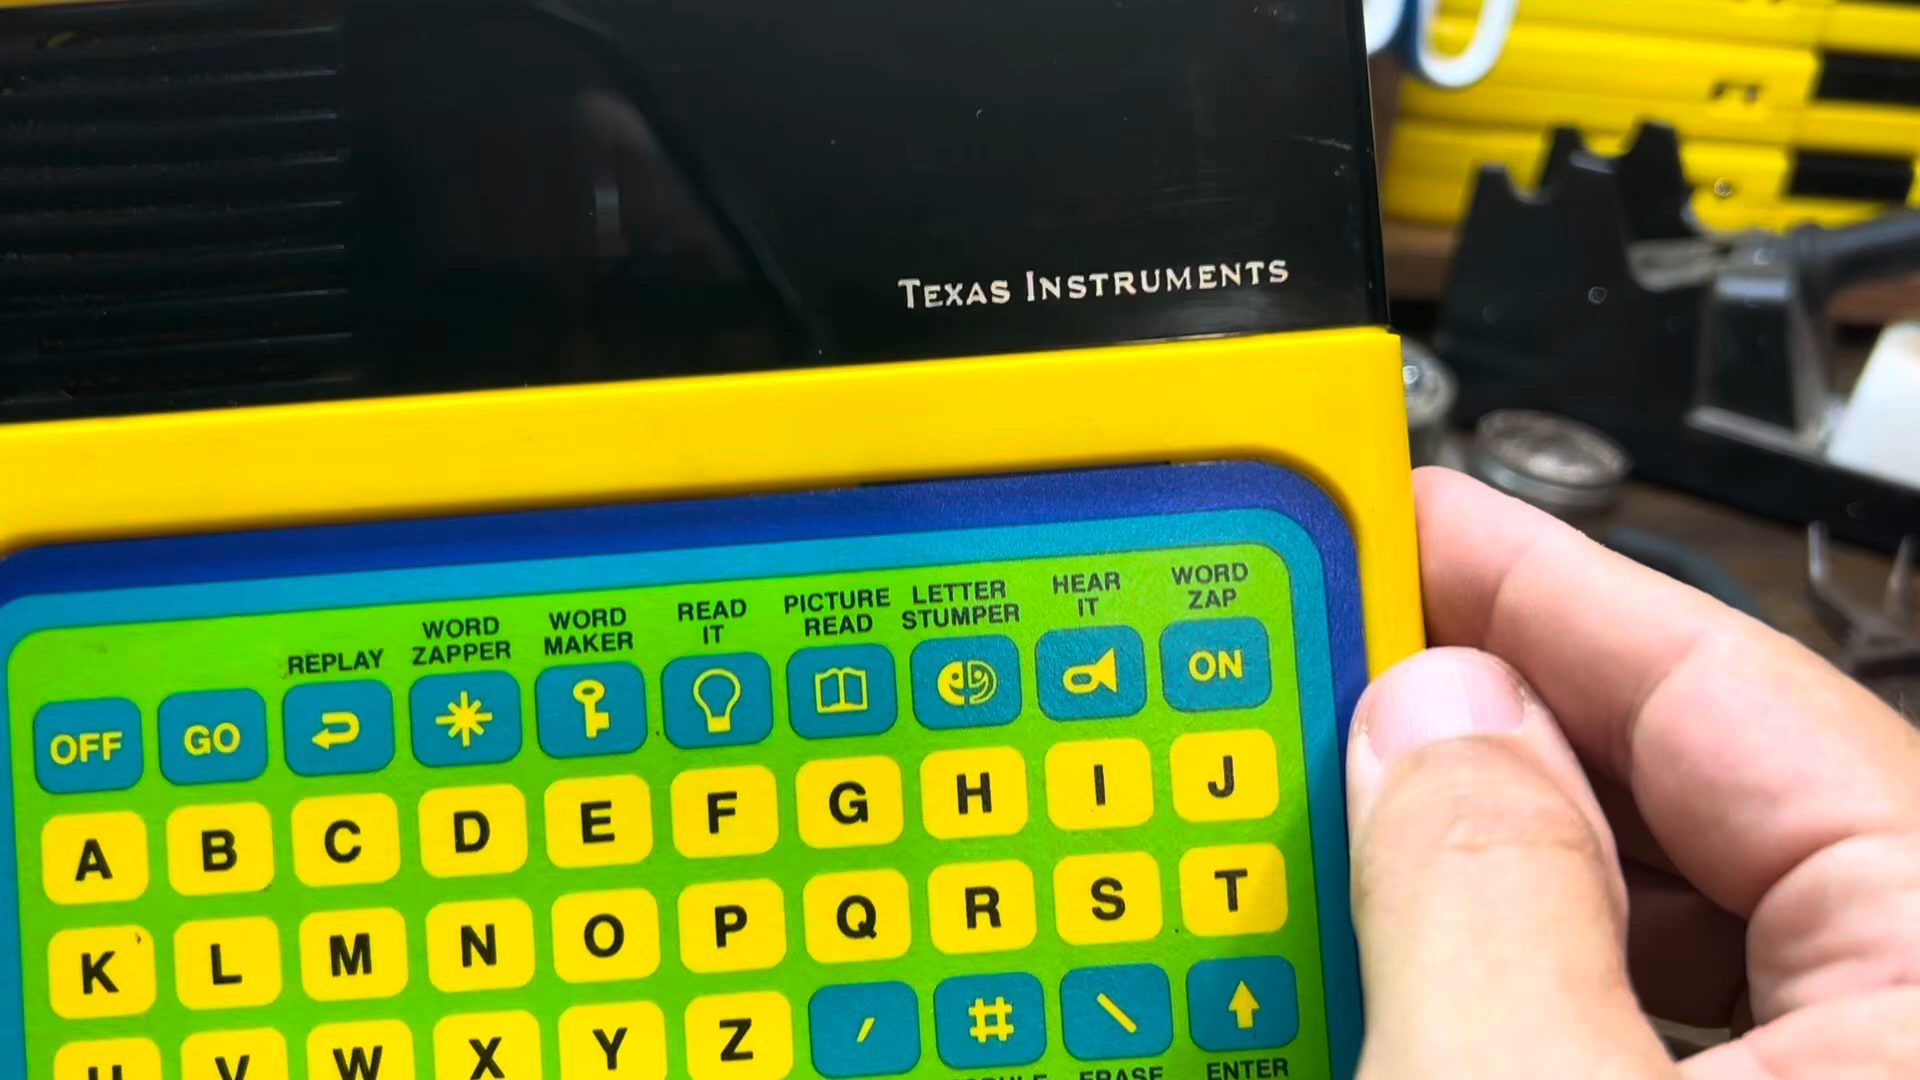 TEXAS INSTRUMENTS
REPLAY
WORD
ZAPPER
WORD
MAKER
READ
IT
PICTURE
READ
LETTER
STUMPER
HEAR
IT
WORD
ZAP
OFF GO ON
A B C D E F G H I J
K L M N O P Q R S T
U V W X Y Z ' # \
ERASE ENTER